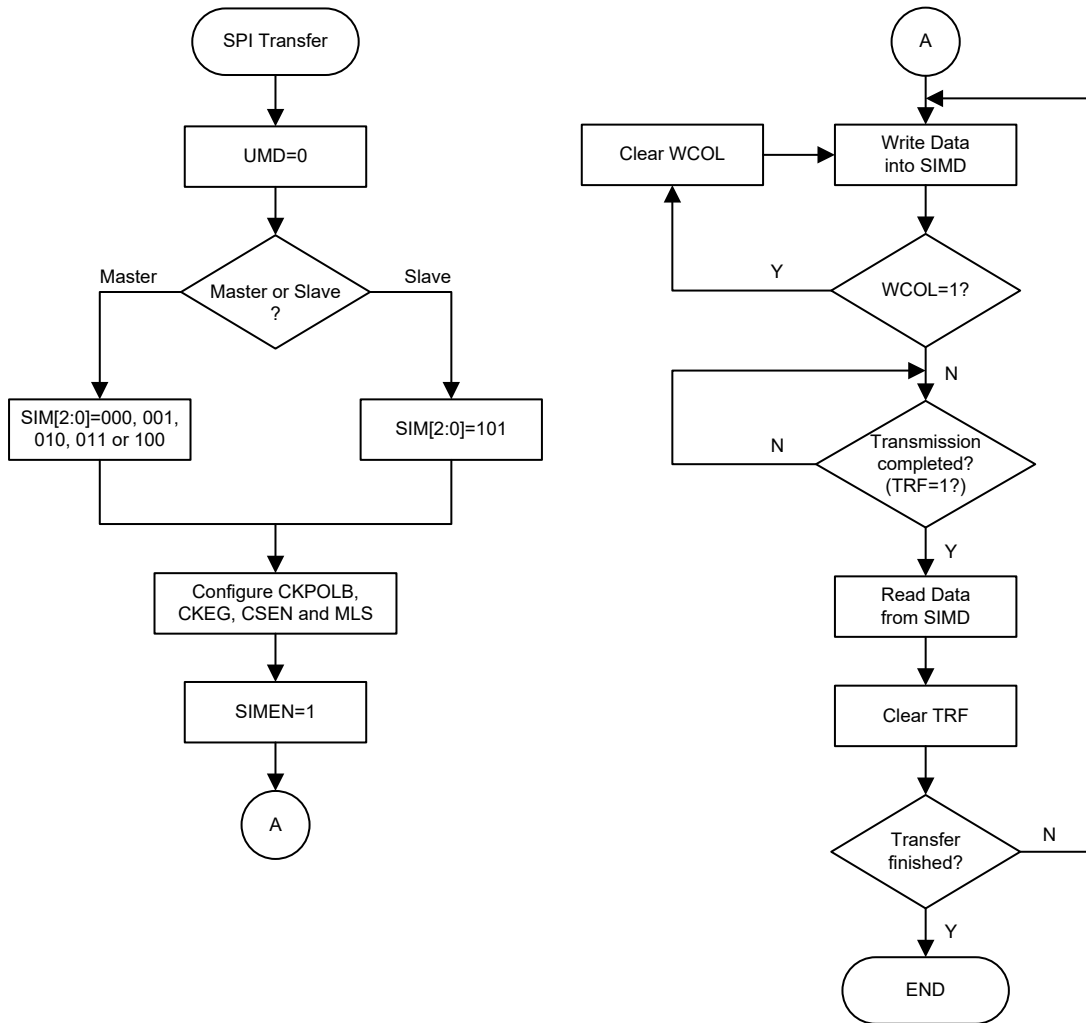 SPI Transfer
UMD=0
Master
Slave
Master or Slave
?
SIM[2:0]=000, 001,
010, 011 or 100
SIM[2:0]=101
Configure CKPOLB,
CKEG, CSEN and MLS
SIMEN=1
A
A
Clear WCOL
Write Data
into SIMD
Y
WCOL=1?
N
N
Transmission
completed?
(TRF=1?)
Y
Read Data
from SIMD
Clear TRF
Transfer
finished?
N
Y
END